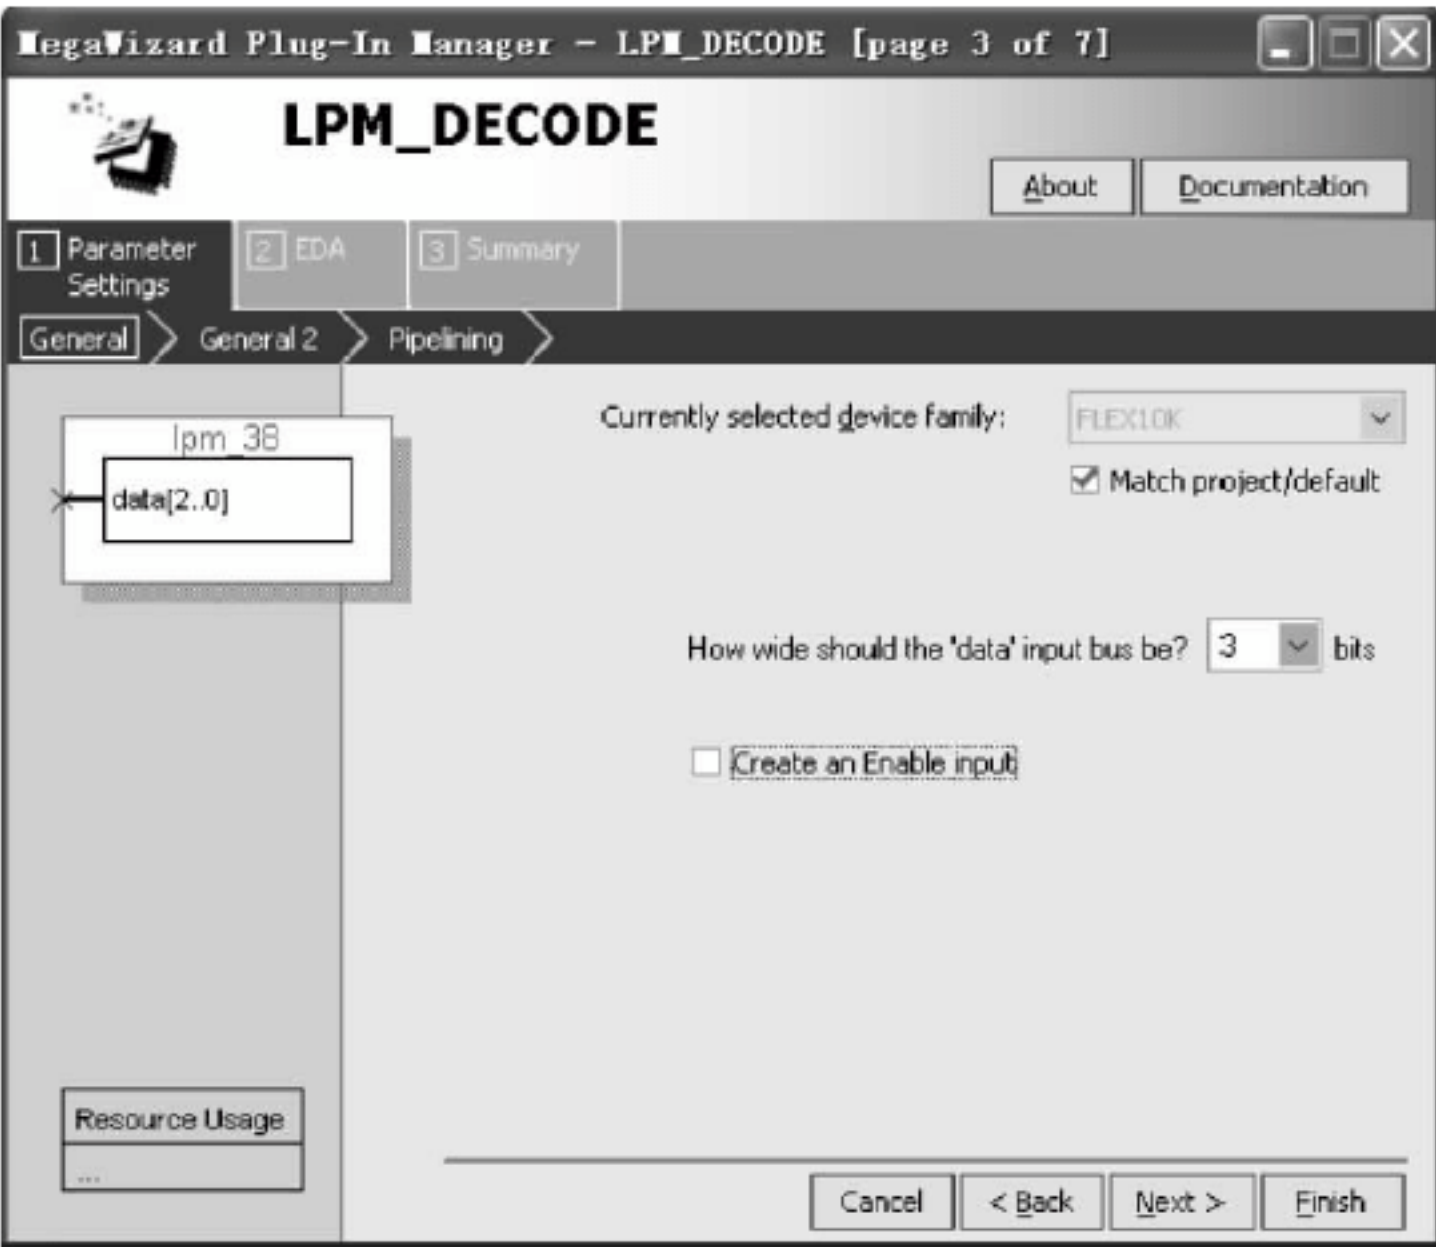 MegaWizard Plug-In Manager - LPM_DECODE [page 3 of 7]
LPM_DECODE
About
Documentation
1 Parameter Settings
2 EDA
3 Summary
General
General 2
Pipelining
lpm_38
data[2..0]
Currently selected device family:
FLEX10K
Match project/default
How wide should the 'data' input bus be?
3
bits
Create an Enable input
Resource Usage
...
Cancel
< Back
Next >
Finish